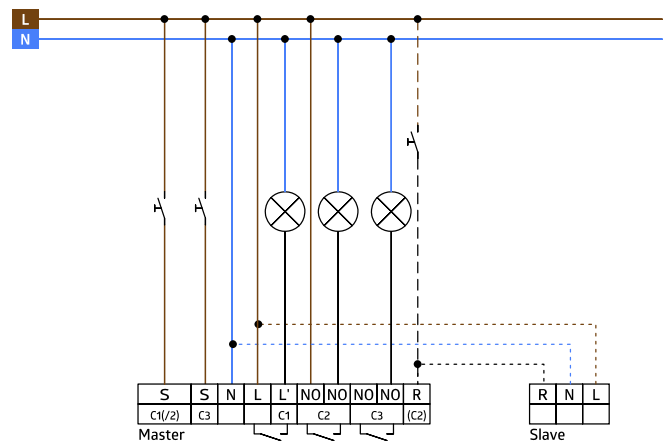 L
N
S S N L L' NO NO NO NO R
C1(/2) C3 C1 C2 C3 (C2)
Master
R N L
Slave